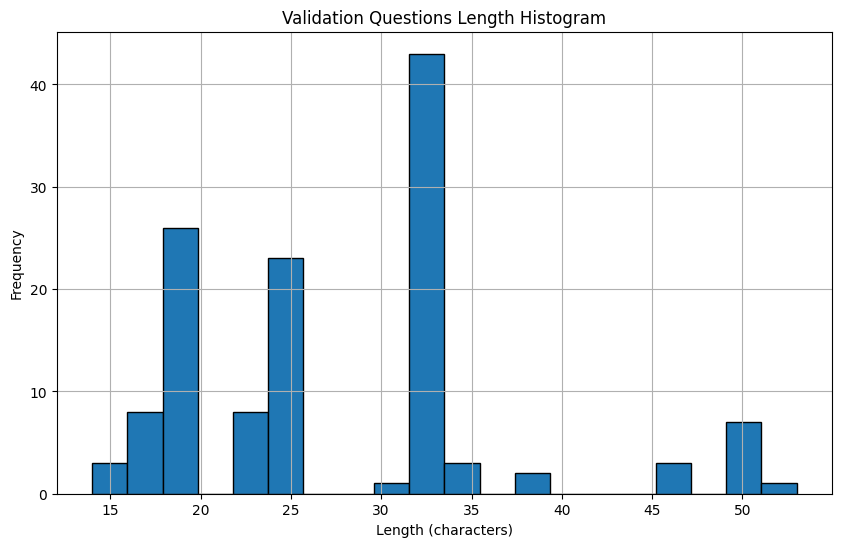 Validation Questions Length Histogram
40
30
20
10
0
Frequency
15 20 25 30 35 40 45 50
Length (characters)